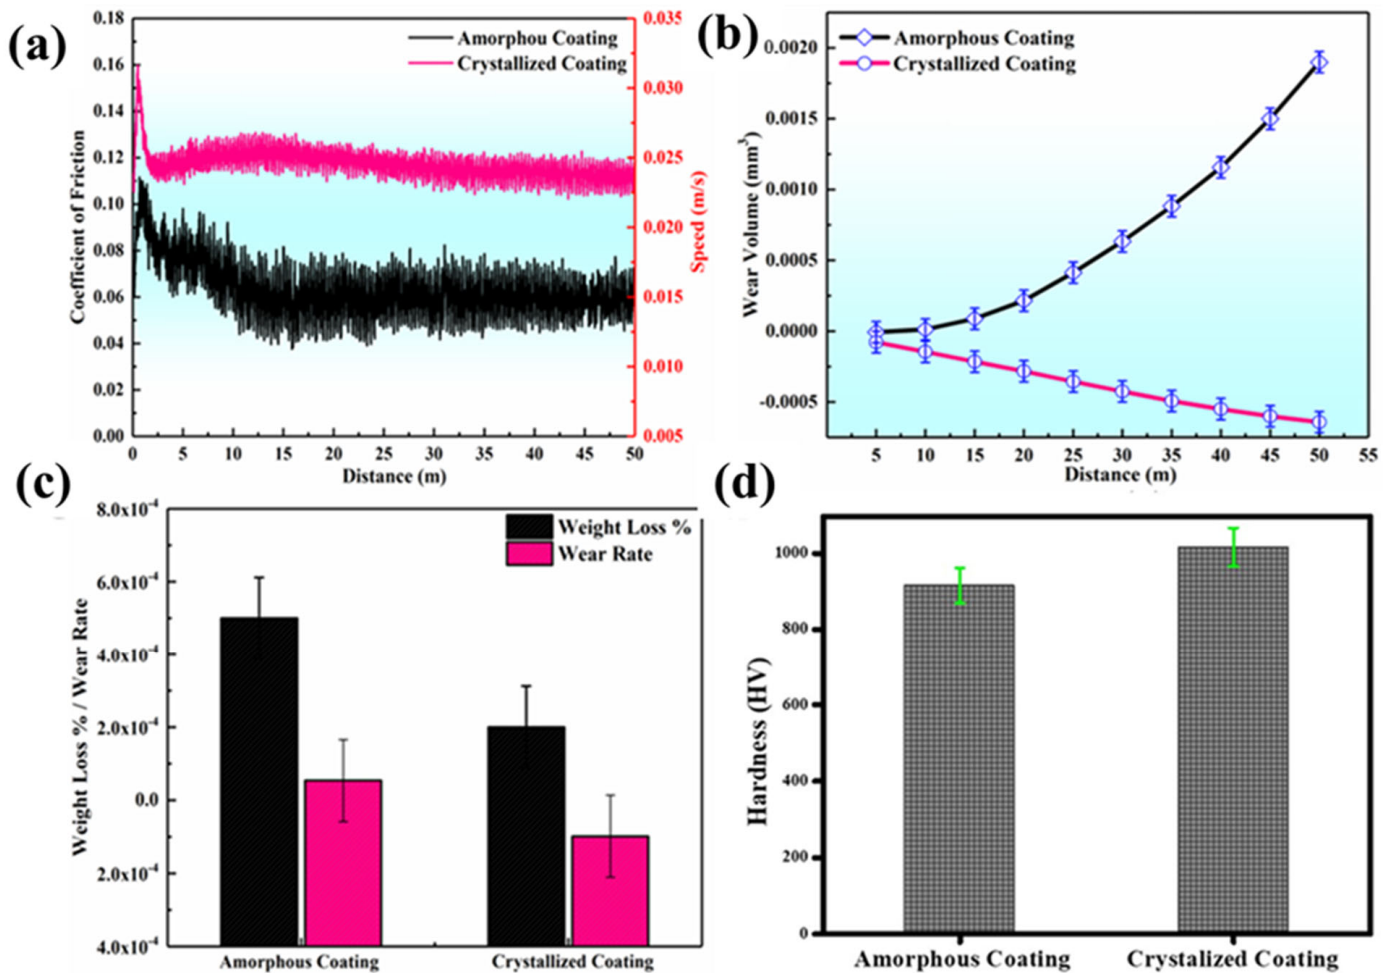 (a)
0.18
0.16
0.18
0.12
0.10
0.08
0.06
0.04
0.02
0.00
Coefficient of Friction
Amorphou Coating
Crystallized Coating
0.035
0.030
0.025
0.020
0.015
0.010
0.005
Speed (m/s)
0 5 10 15 20 25 30 35 40 45 50
Distance (m)
(b)
0.0020
0.0015
0.0010
0.0005
0.0000
-0.0005
Wear Volume (mm³)
Amorphous Coating
Crystallized Coating
5 10 15 20 25 30 35 40 45 50 55
Distance (m)
(c)
8.0x10⁻⁴
6.0x10⁻⁴
4.0x10⁻⁴
2.0x10⁻⁴
0.0
2.0x10⁻⁴
4.0x10⁻⁴
Weight Loss % / Wear Rate
Weight Loss %
Wear Rate
Amorphous Coating Crystallized Coating
(d)
1000
800
600
400
200
0
Hardness (HV)
Amorphous Coating Crystallized Coating